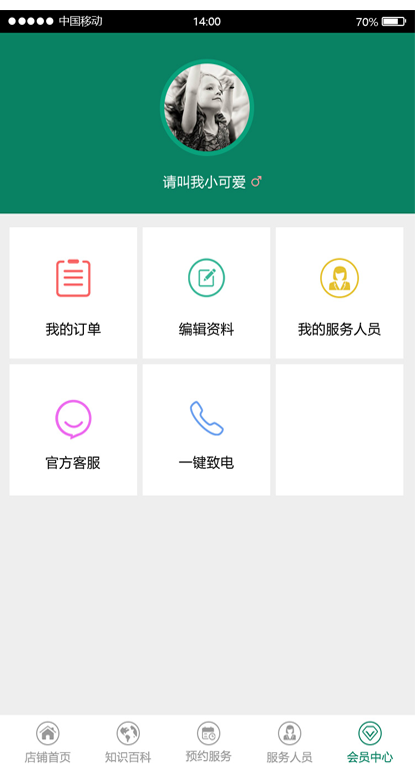 中国移动 14:00 70%
请叫我小可爱
我的订单 编辑资料 我的服务人员
官方客服 一键致电
店铺首页 知识百科 预约服务 服务人员 会员中心